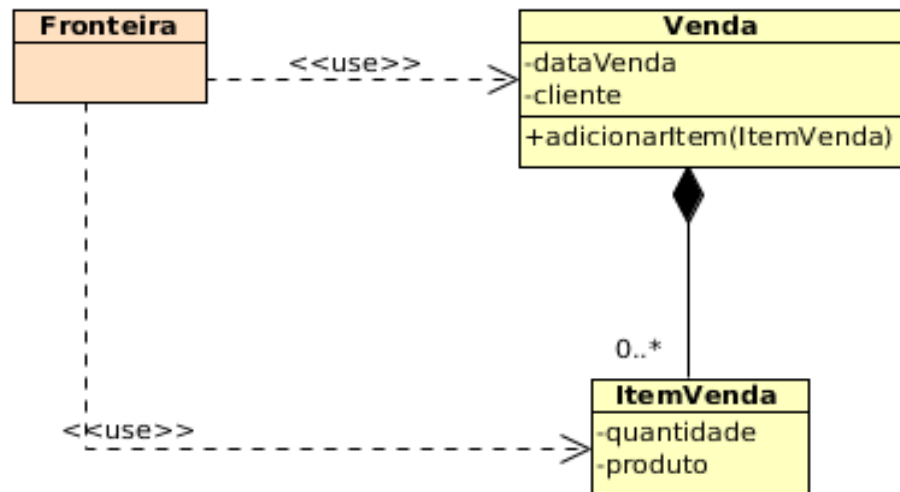 Fronteira
<<use>>
Venda
-dataVenda
-cliente
+adicionarItem(ItemVenda)
0..*
<<use>>
ItemVenda
-quantidade
-produto